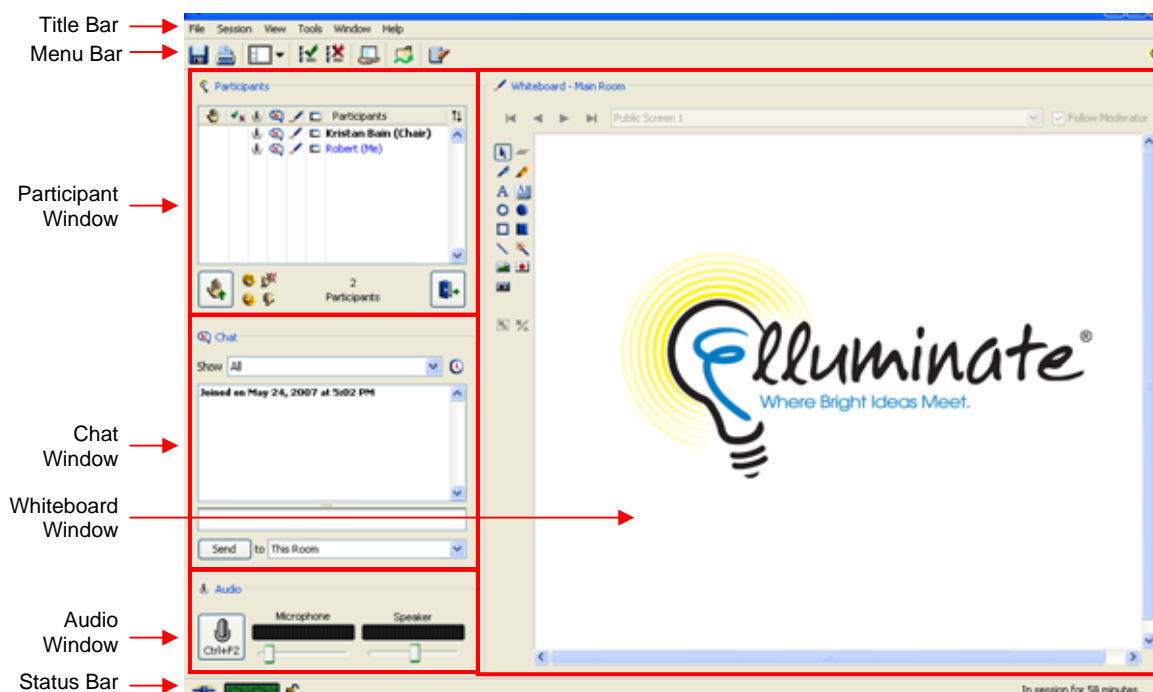 Title Bar
File Session View Tools Window Help
Menu Bar
Participants
Participants
Kristan Bain (Chair)
Robert (Me)
Participant
Window
2
Participants
Whiteboard - Main Room
Public Screen 1
Follow Moderator
A A
Elluminate®
Where Bright Ideas Meet.
Chat
Show All
Joined on May 24, 2007 at 5:02 PM
Chat
Window
Whiteboard
Window
Send to This Room
Audio
Microphone Speaker
Ctrl+F2
Audio
Window
Status Bar
In session for 58 minutes.